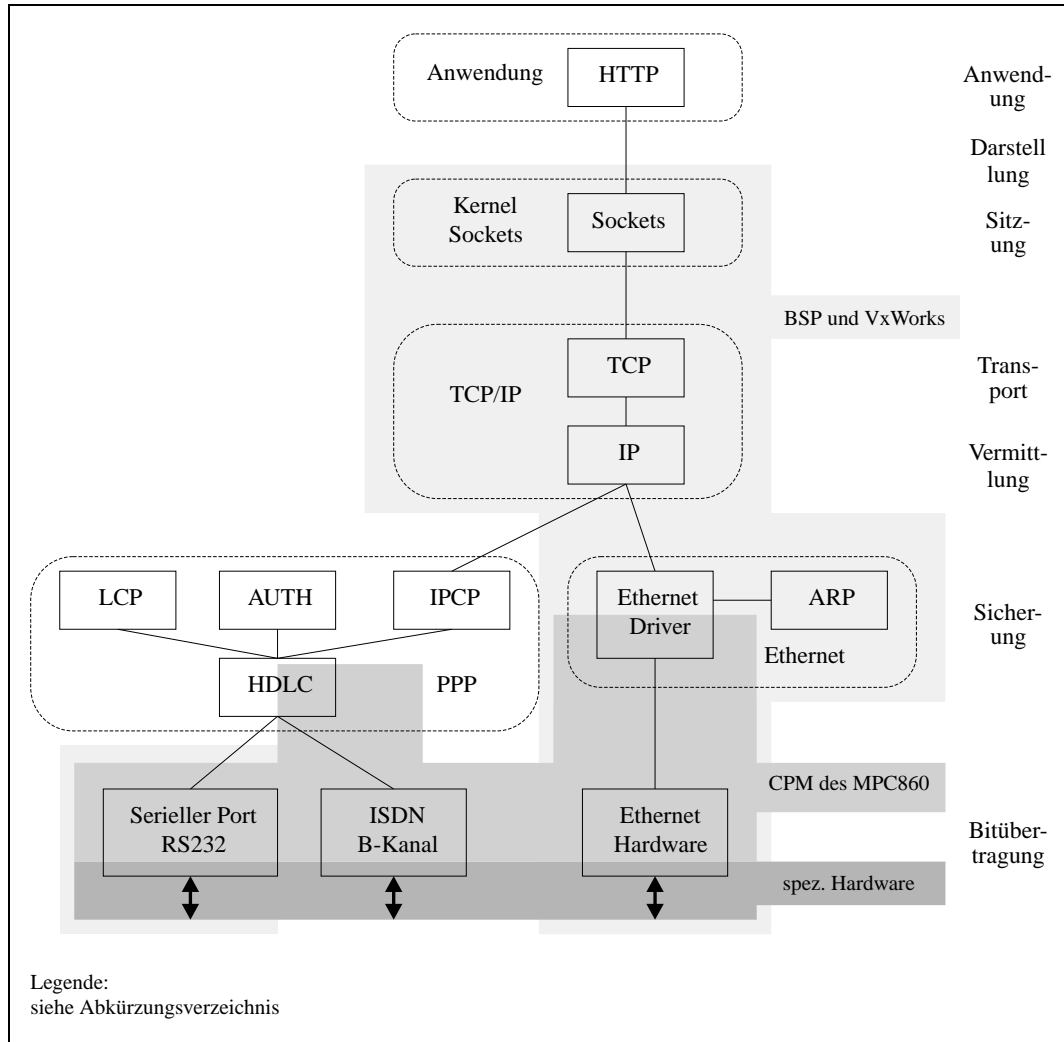 Anwendung
HTTP
Anwend-
ung
Darstell
lung
Kernel
Sockets
Sockets
Sitz-
ung
BSP und VxWorks
TCP/IP
TCP
Trans-
port
IP
Vermitt-
lung
LCP
AUTH
IPCP
HDLC
PPP
Ethernet
Driver
ARP
Ethernet
Sicher-
ung
CPM des MPC860
Serieller Port
RS232
ISDN
B-Kanal
Ethernet
Hardware
Bitüber-
tragung
spez. Hardware
Legende:
siehe Abkürzungsverzeichnis